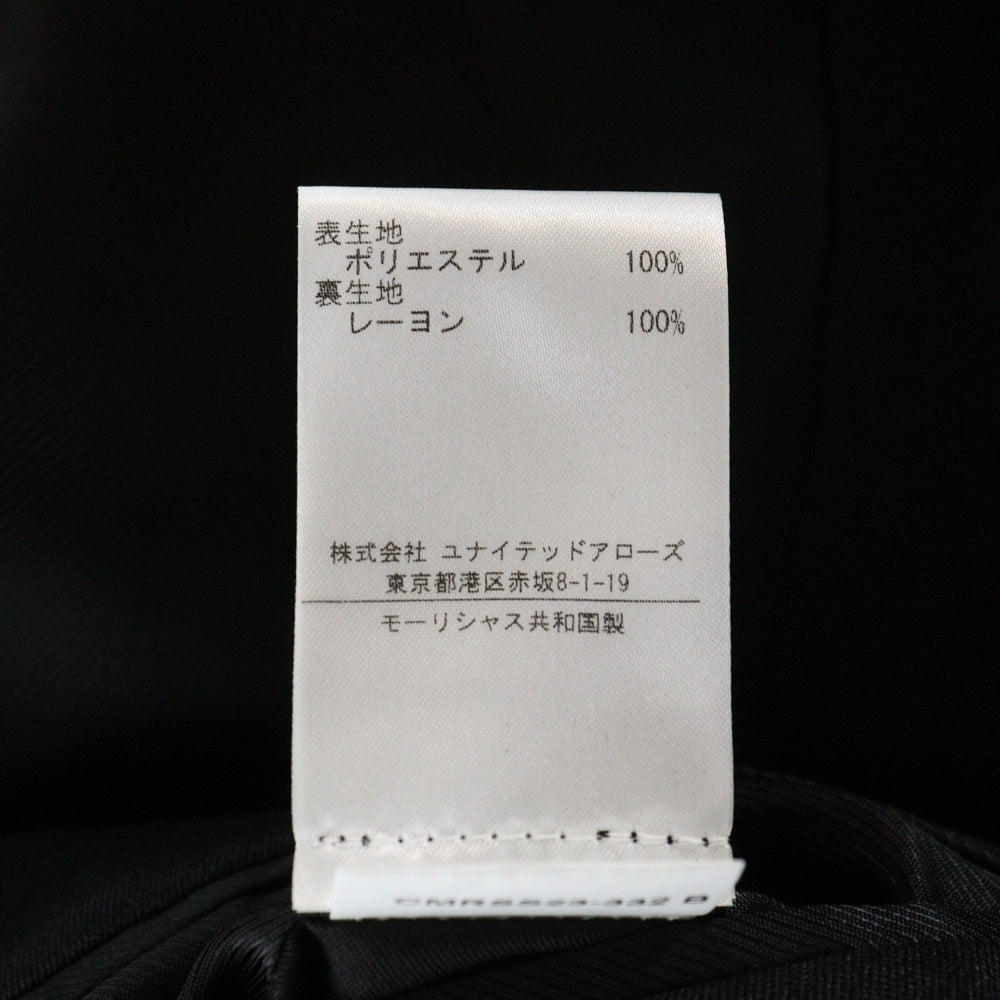 表生地
ポリエステル 100%
裏生地
レーヨン 100%
株式会社 ユナイテッドアローズ
東京都港区赤坂8-1-19
モーリシャス共和国製